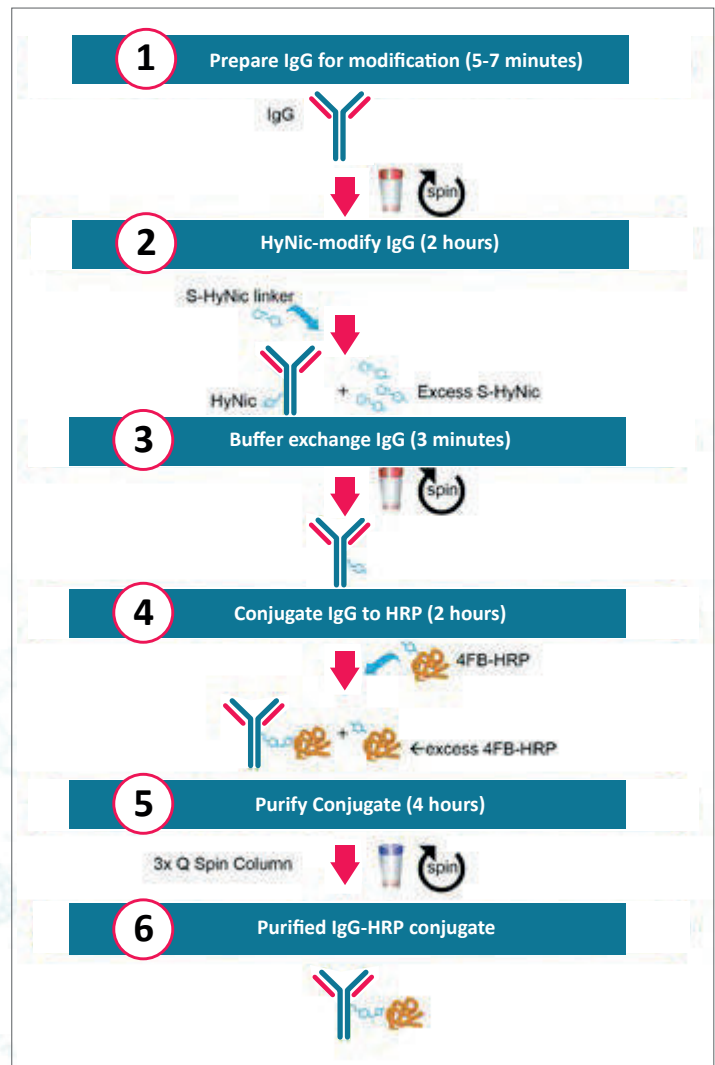 1 Prepare IgG for modification (5-7 minutes)
IgG
spin
2 HyNic-modify IgG (2 hours)
S-HyNic linker
HyNic + Excess S-HyNic
3 Buffer exchange IgG (3 minutes)
spin
4 Conjugate IgG to HRP (2 hours)
4FB-HRP
+ ←excess 4FB-HRP
5 Purify Conjugate (4 hours)
3x Q Spin Column spin
6 Purified IgG-HRP conjugate